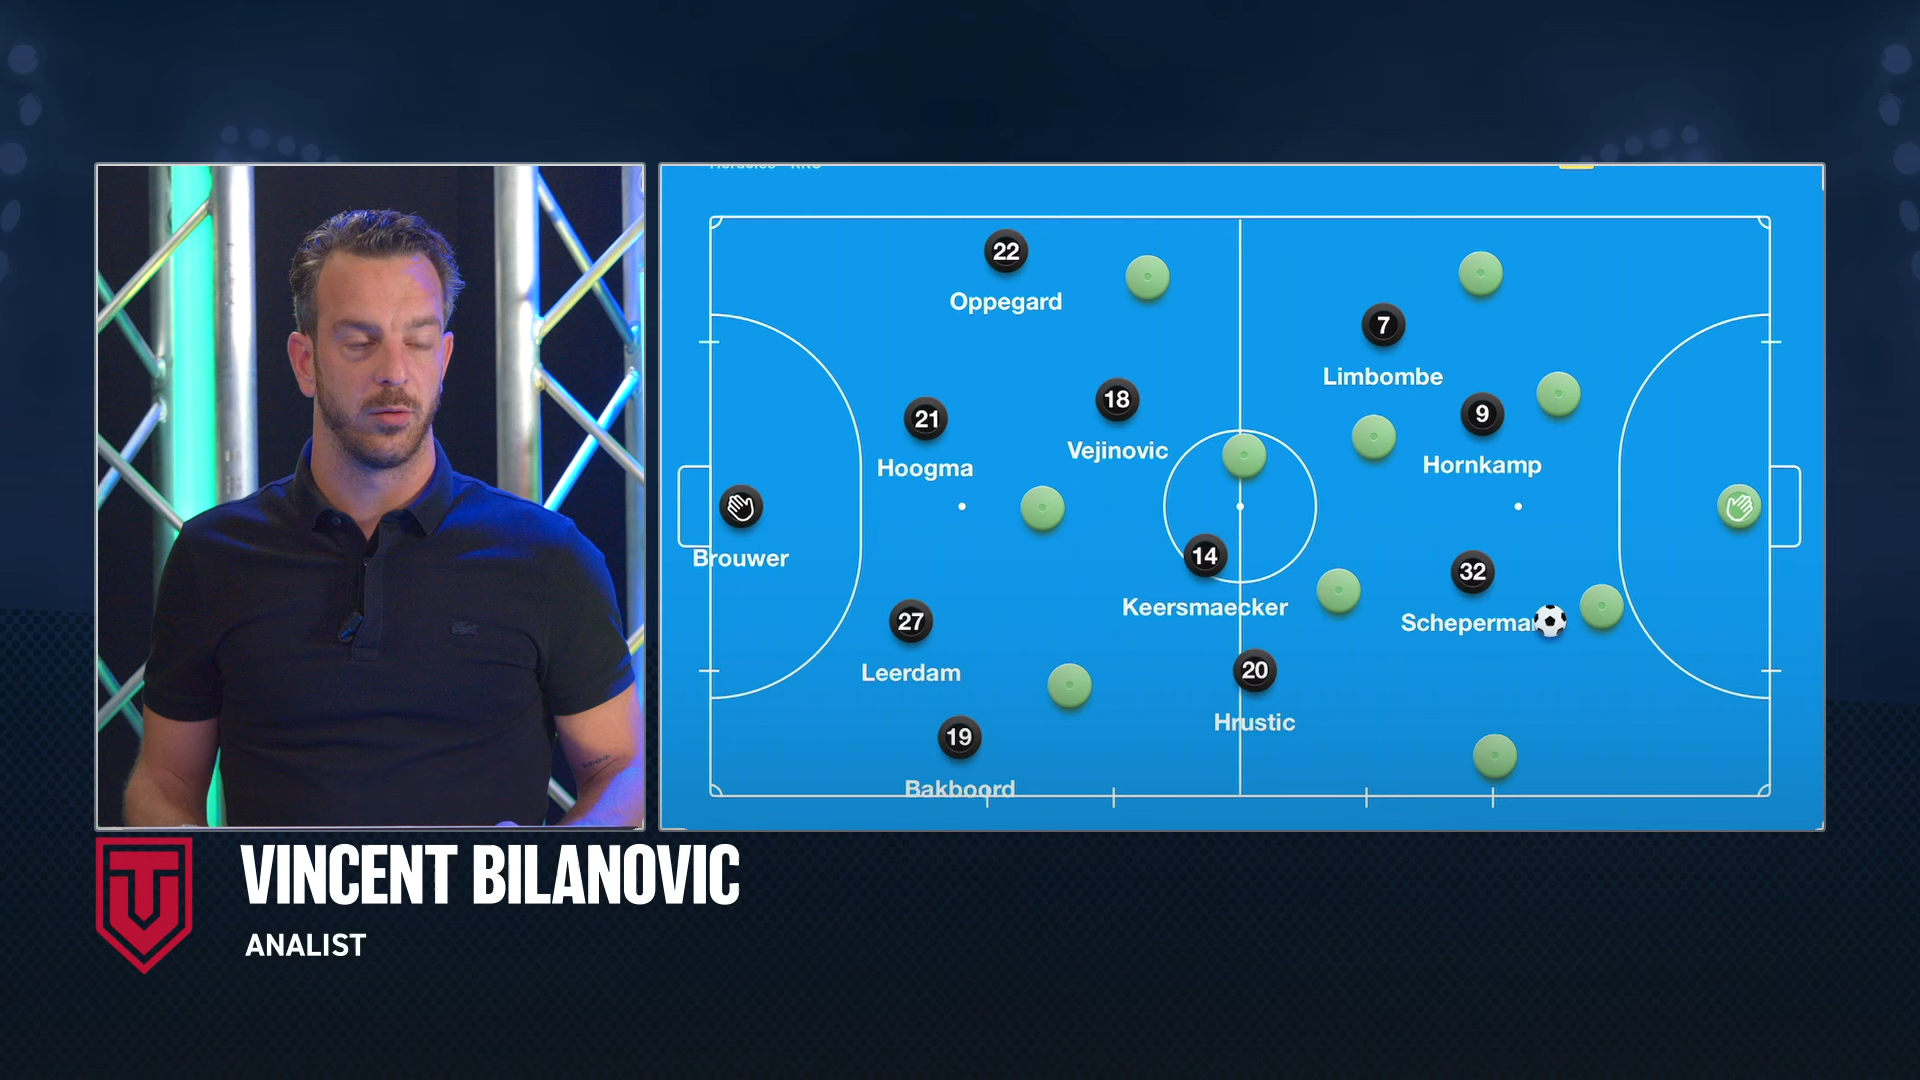 22
Oppegard
7
Limbombe
18
Vejinovic
9
Hornkamp
21
Hoogma
Brouwer
14
Keersmaecker
32
Scheperman
27
Leerdam
20
Hrustic
19
Bakboord
VINCENT BILANOVIC
ANALIST